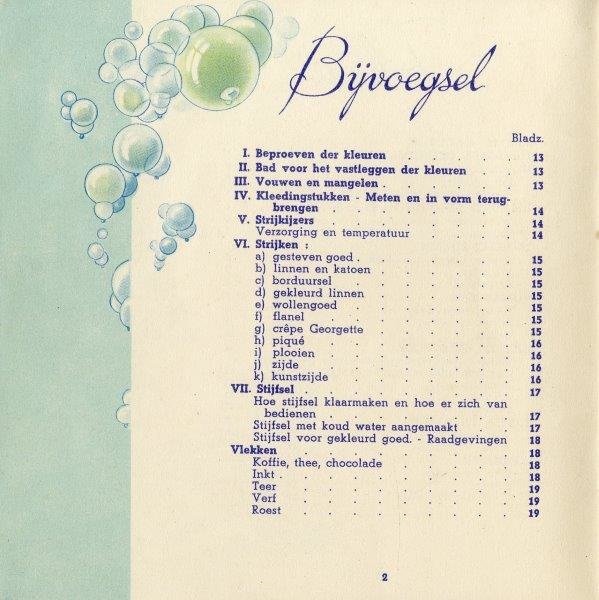 Bijvoegsel
Bladz.
I. Beproeven der kleuren . . . . . 13
II. Bad voor het vastleggen der kleuren . . 13
III. Vouwen en mangelen . . . . . . 13
IV. Kleedingstukken - Meten en in vorm terug-
brengen . . . . . . . . 14
V. Strijkijzers . . . . . . . . 14
Verzorging en temperatuur . . . . 14
VI. Strijken :
a) gesteven goed . . . . . . . 15
b) linnen en katoen . . . . . . 15
c) borduursel . . . . . . . 15
d) gekleurd linnen . . . . . . 15
e) wollengoed . . . . . . . 15
f) flanel . . . . . . . . 15
g) crêpe Georgette . . . . . . 15
h) piqué . . . . . . . . 16
i) plooien . . . . . . . . 16
j) zijde . . . . . . . . 16
k) kunstzijde . . . . . . . 16
VII. Stijfsel . . . . . . . . . 17
Hoe stijfsel klaarmaken en hoe er zich van
bedienen . . . . . . . . 17
Stijfsel met koud water aangemaakt . . 17
Stijfsel voor gekleurd goed. - Raadgevingen 18
Vlekken . . . . . . . . . 18
Koffie, thee, chocolade . . . . . 18
Inkt . . . . . . . . . 18
Teer . . . . . . . . . 19
Verf . . . . . . . . . 19
Roest . . . . . . . . . 19
2